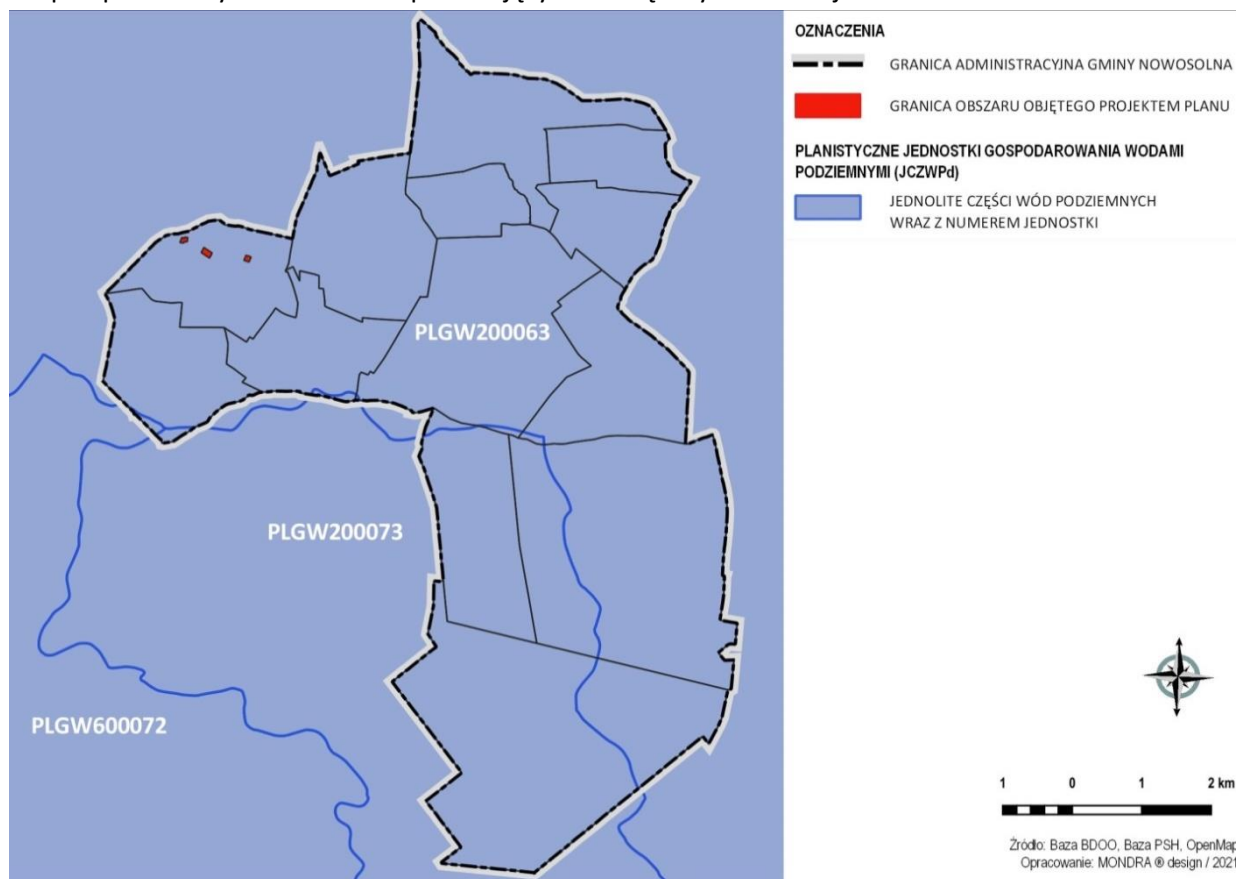 OZNACZENIA
GRANICA ADMINISTRACYJNA GMINY NOWOSOLNA
GRANICA OBSZARU OBJĘTEGO PROJEKTEM PLANU
PLANISTYCZNE JEDNOSTKI GOSPODAROWANIA WODAMI
PODZIEMNYMI (JCZWPd)
JEDNOLITE CZĘŚCI WÓD PODZIEMNYCH
WRAZ Z NUMEREM JEDNOSTKI
PLGW200063
PLGW200073
PLGW600072
1 0 1 2 km
Źródło: Baza BDOO, Baza PSH, OpenMap
Opracowanie: MONDRA ® design / 2021